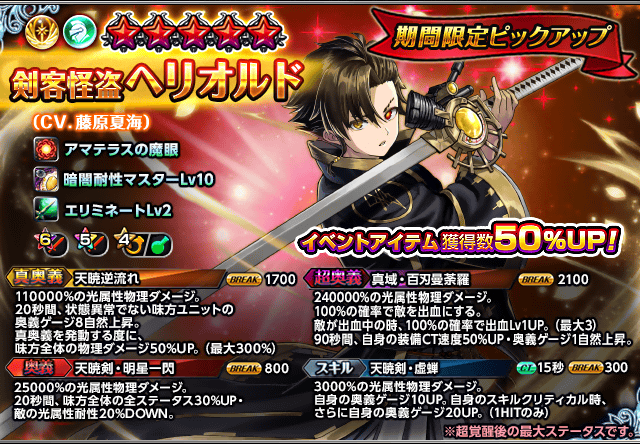 期間限定ピックアップ
剣客怪盗ヘリオルド
(CV.藤原夏海)
アマテラスの魔眼
暗闇耐性マスターLv10
エリミネートLv2
6 5 4
イベントアイテム獲得数50%UP!
真奥義 天暁逆流れ BREAK 1700
110000%の光属性物理ダメージ。
20秒間、状態異常でない味方ユニットの
奥義ゲージ8自然上昇。
真奥義を発動する度に、
味方全体の物理ダメージ50%UP。(最大300%)
超奥義 真域・百刃曼荼羅 BREAK 2100
240000%の光属性物理ダメージ。
100%の確率で敵を出血にする。
敵が出血中の時、100%の確率で出血Lv1UP。(最大3)
90秒間、自身の装備CT速度50%UP・奥義ゲージ1自然上昇。
奥義 天暁剣・明星一閃 BREAK 800
25000%の光属性物理ダメージ。
20秒間、味方全体の全ステータス30%UP・
敵の光属性耐性20%DOWN。
スキル 天暁剣・虚蝉 CT 15秒 BREAK 300
3000%の光属性物理ダメージ。
自身の奥義ゲージ10UP。自身のスキルクリティカル時、
さらに自身の奥義ゲージ20UP。(1HITのみ)
※超覚醒後の最大ステータスです。